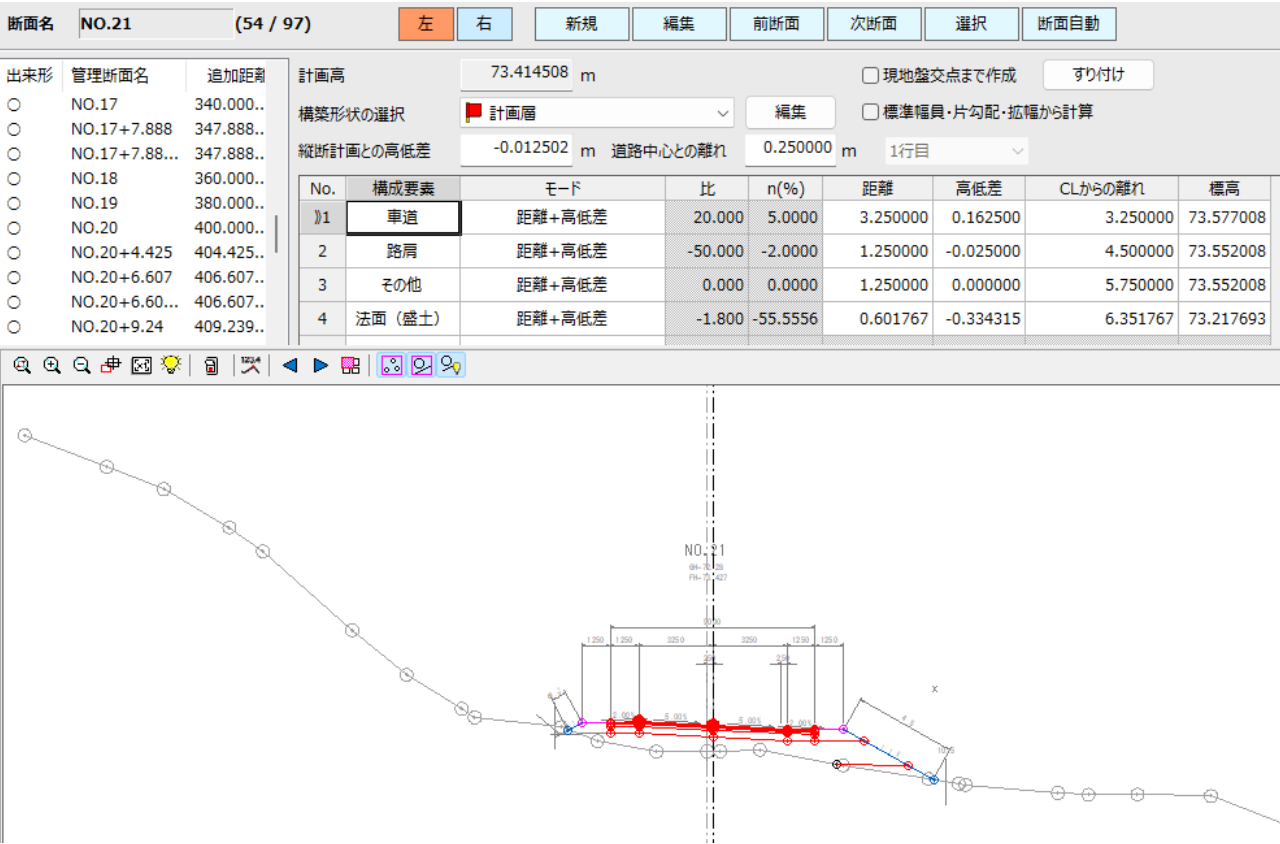 断面名 NO.21 (54 / 97) 左 右 新規 編集 前断面 次断面 選択 断面自動
出来形 管理断面名 追加距離
○ NO.17 340.000..
○ NO.17+7.888 347.888..
○ NO.17+7.88... 347.888..
○ NO.18 360.000..
○ NO.19 380.000..
○ NO.20 400.000..
○ NO.20+4.425 404.425..
○ NO.20+6.607 406.607..
○ NO.20+6.60... 406.607..
○ NO.20+9.24 409.239..
計画高 73.414508 m 現地盤交点まで作成 すり付け
構築形状の選択 計画層 編集 標準幅員・片勾配・拡幅から計算
縦断計画との高低差 -0.012502 m 道路中心との離れ 0.250000 m 1行目
No. 構成要素 モード 比 n(%) 距離 高低差 CLからの離れ 標高
⟫1 車道 距離+高低差 20.000 5.0000 3.250000 0.162500 3.250000 73.577008
2 路肩 距離+高低差 -50.000 -2.0000 1.250000 -0.025000 4.500000 73.552008
3 その他 距離+高低差 0.000 0.0000 1.250000 0.000000 5.750000 73.552008
4 法面（盛土） 距離+高低差 -1.800 -55.5556 0.601767 -0.334315 6.351767 73.217693
NO.21
1250 1250 3250 3250 1250 1250
250 250
2.00% 5.00% 5.00% 2.00%